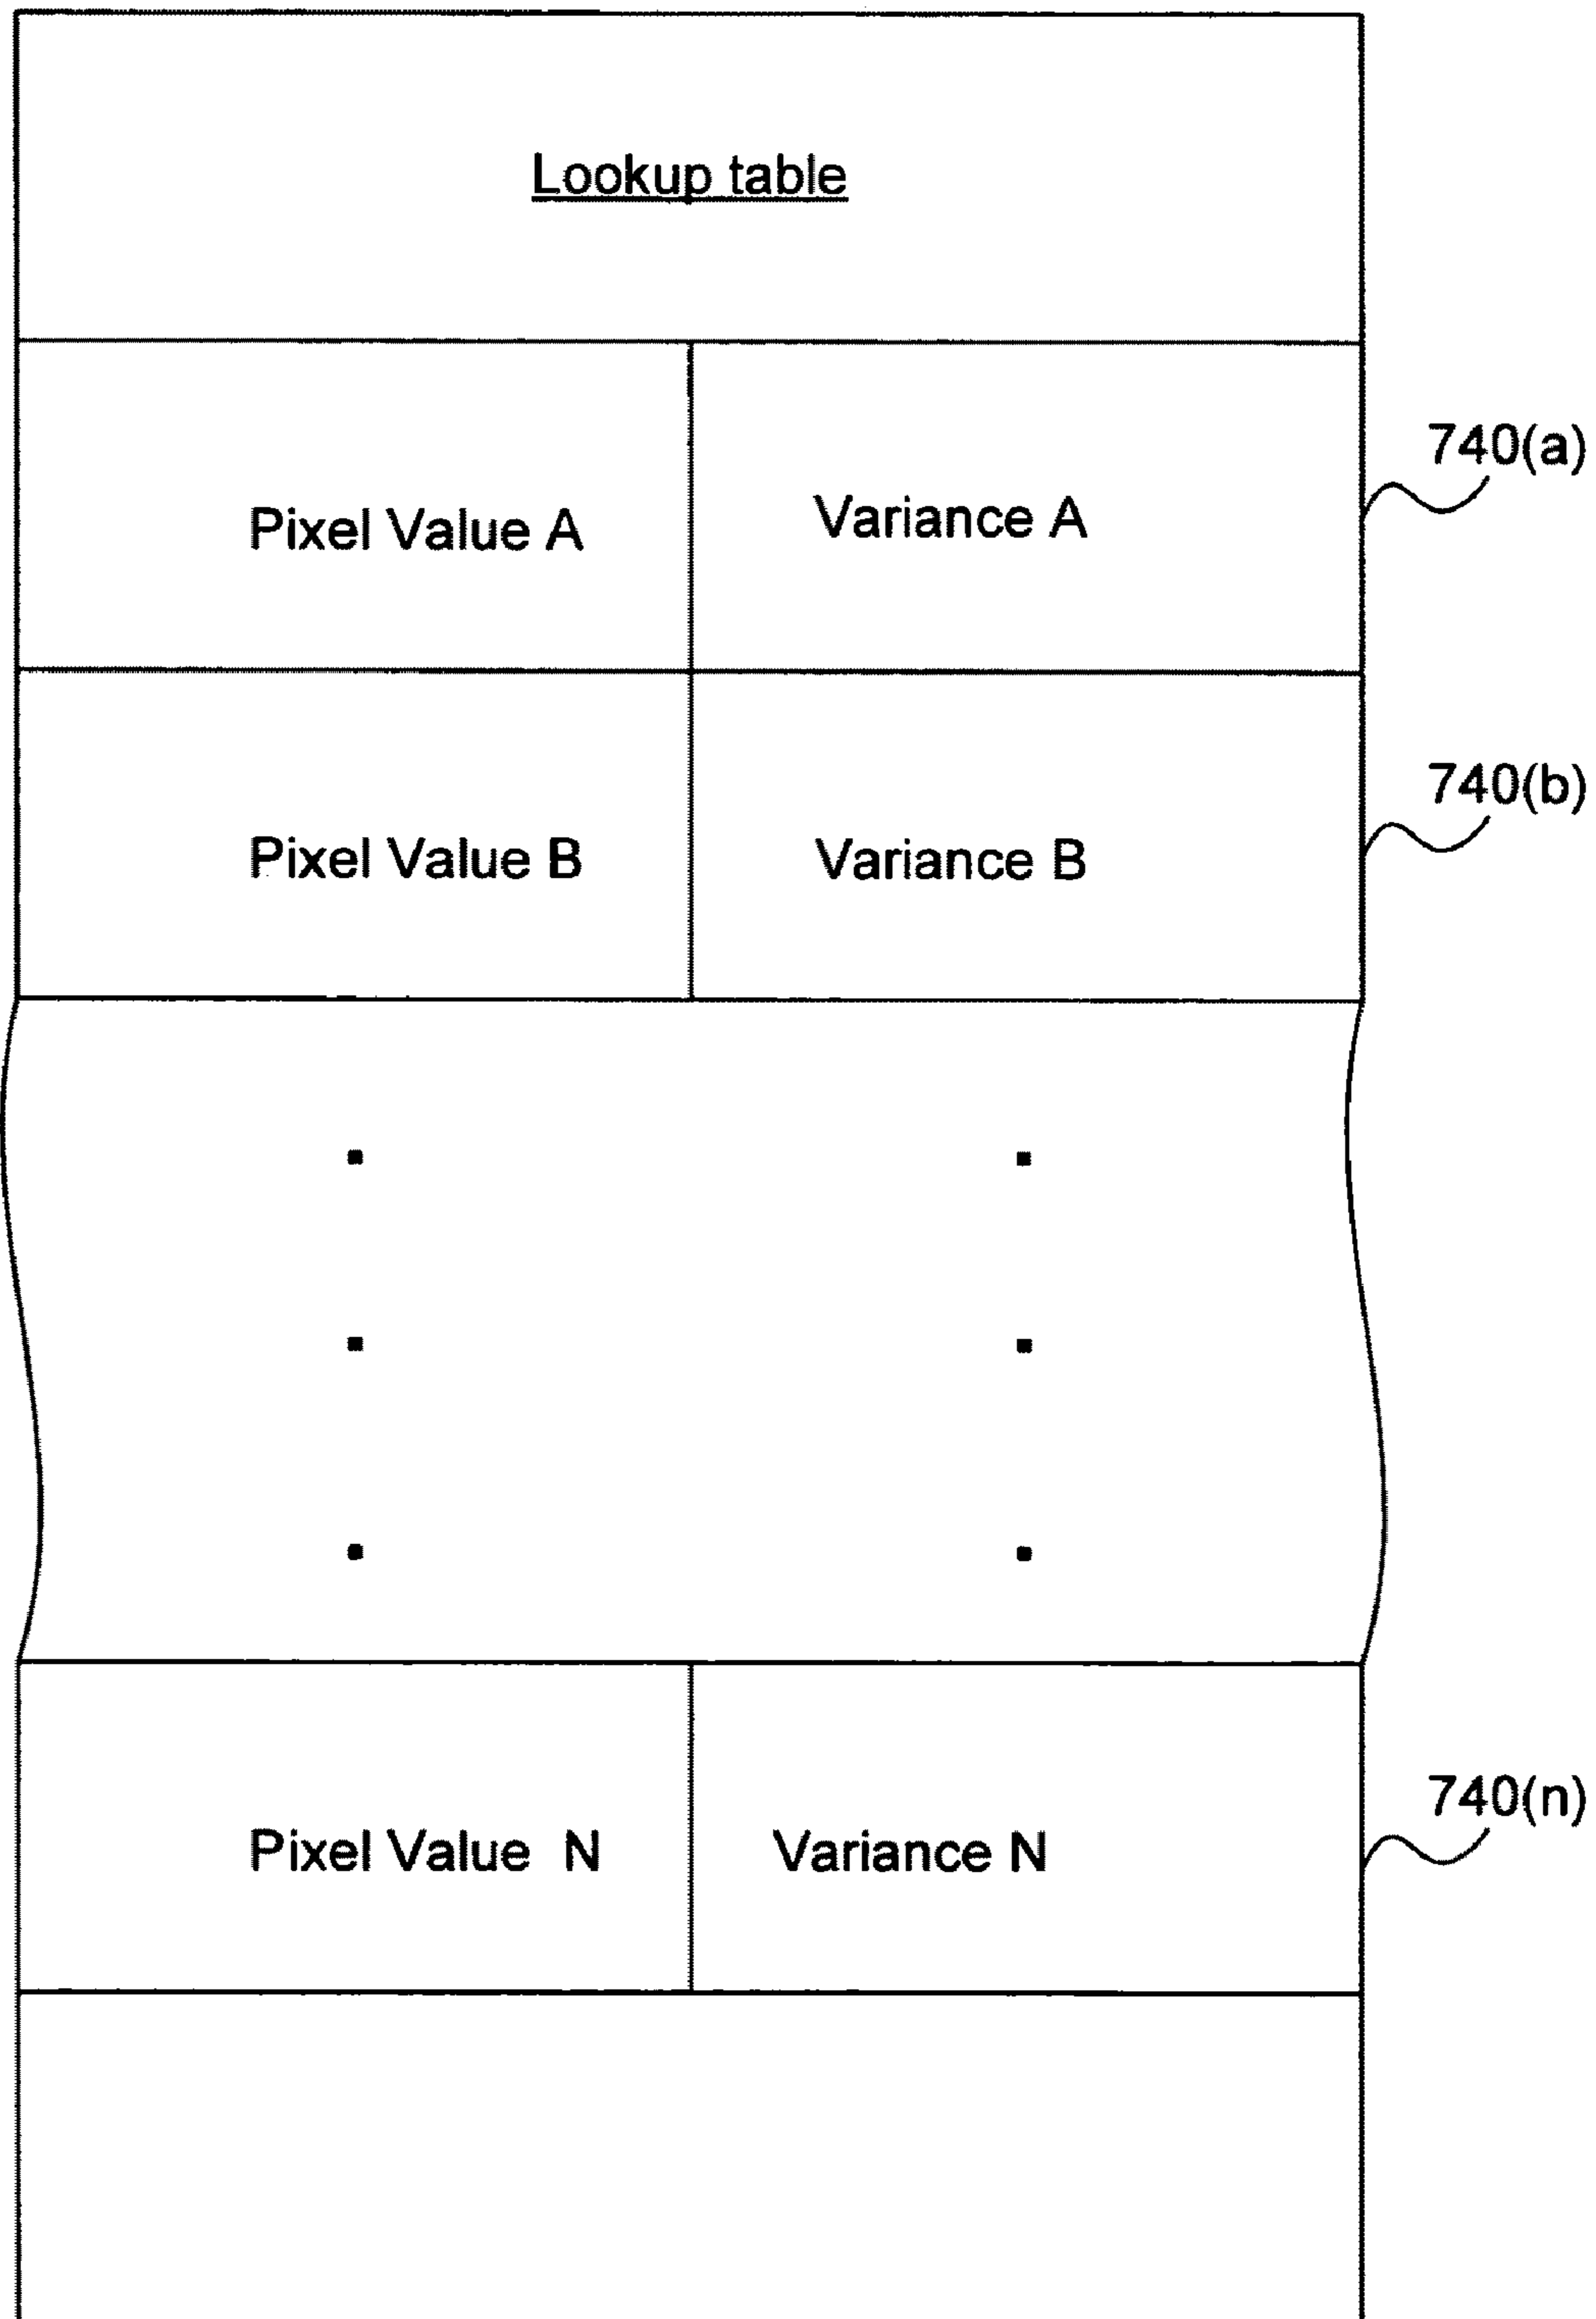 Lookup table
740(a)
Pixel Value A Variance A
740(b)
Pixel Value B Variance B
740(n)
Pixel Value N Variance N